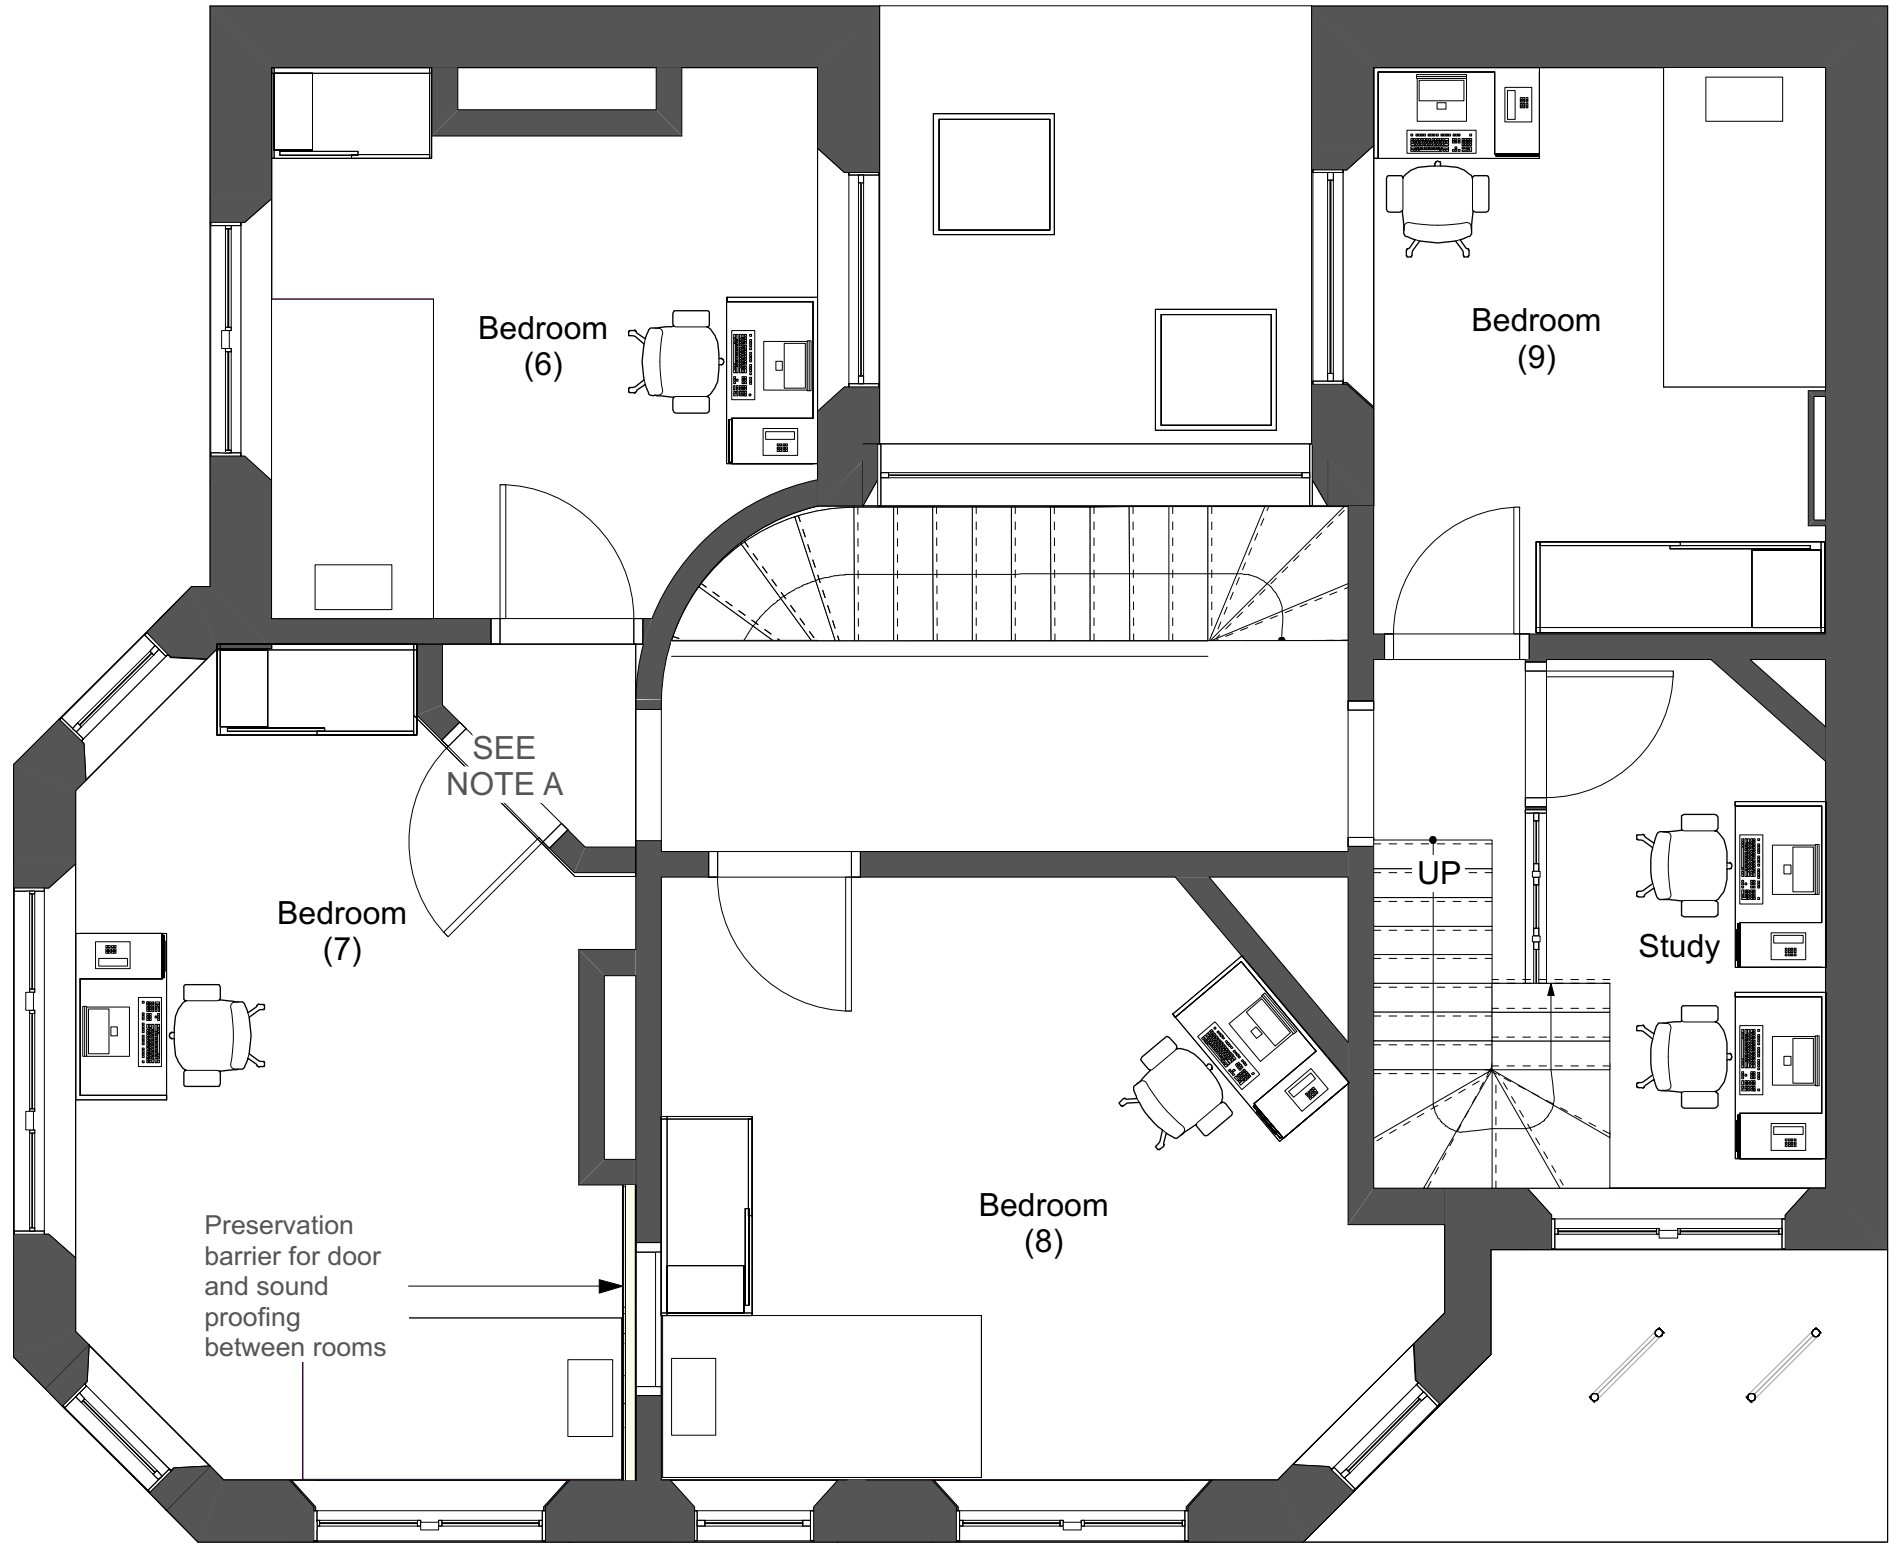 Bedroom
(6)
Bedroom
(9)
SEE
NOTE A
UP
Bedroom
(7)
Study
Bedroom
(8)
Preservation
barrier for door
and sound
proofing
between rooms